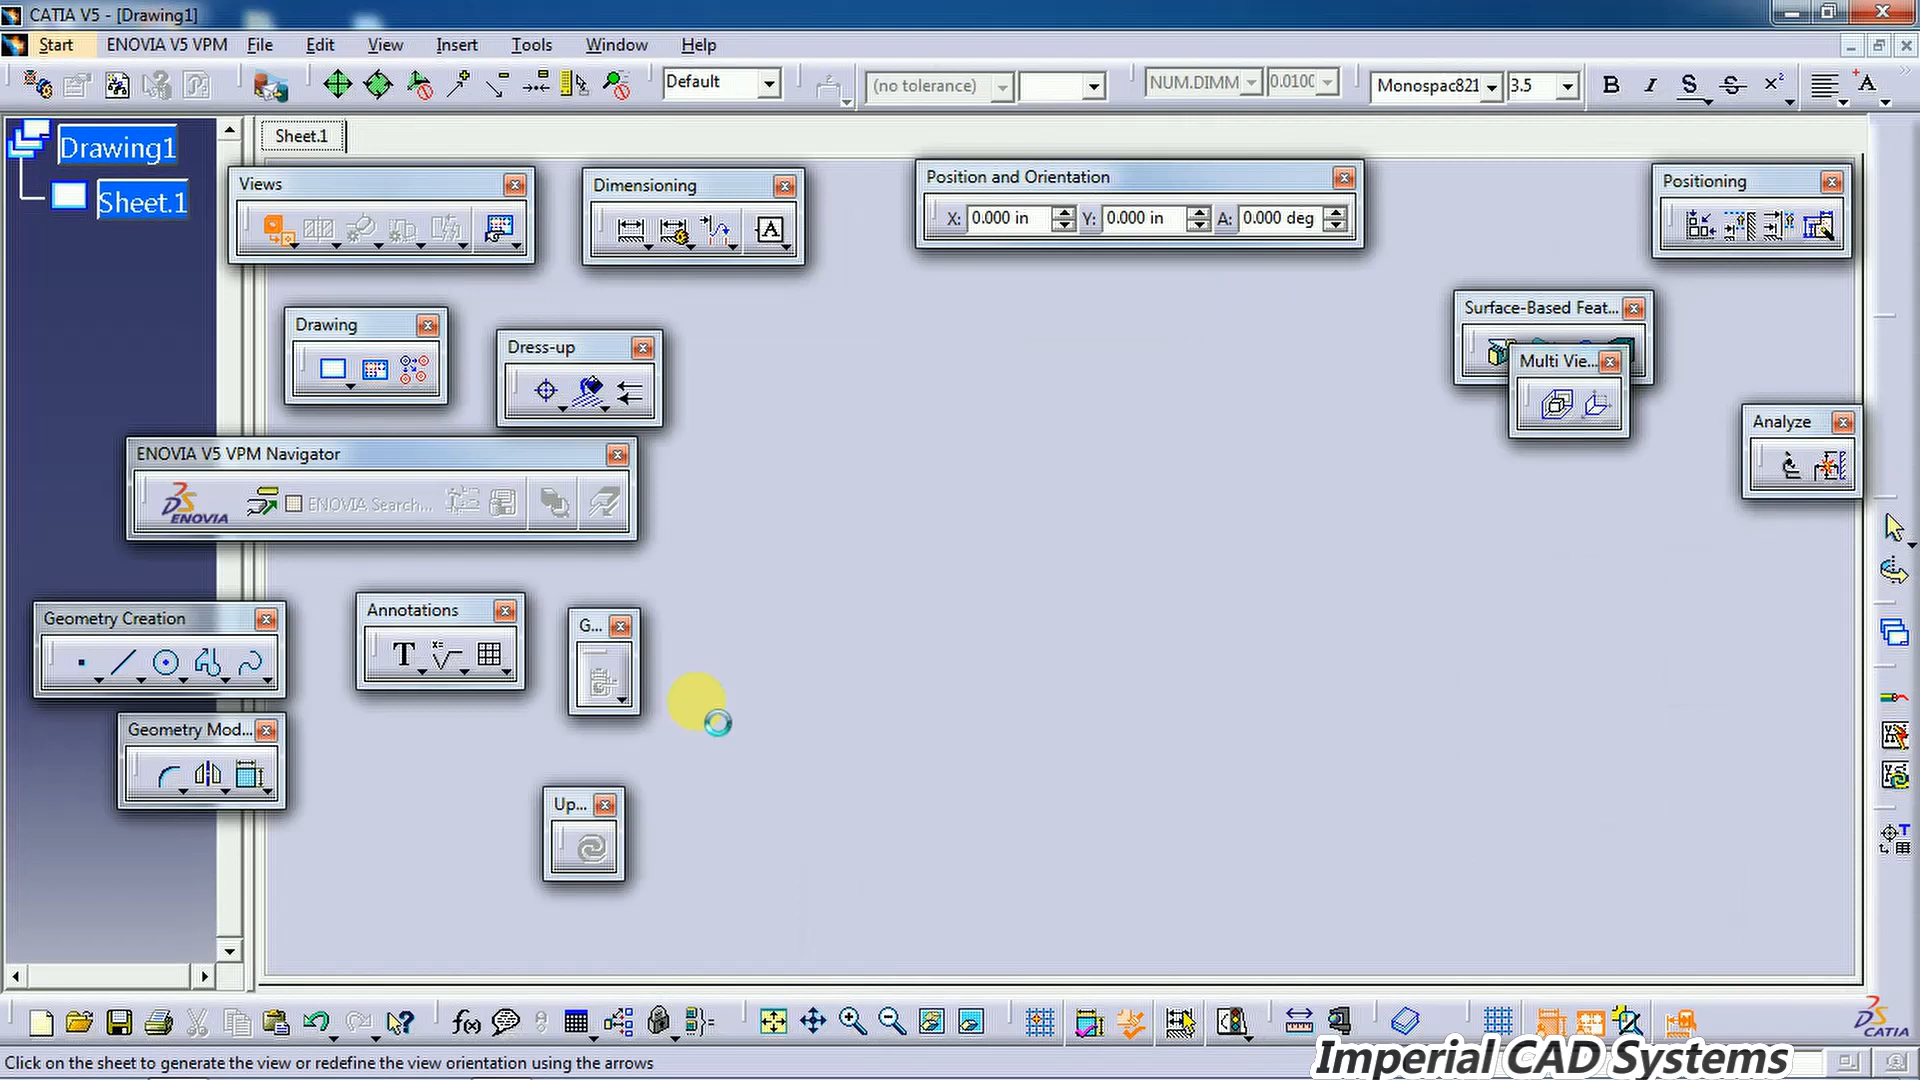 CATIA V5 - [Drawing1]
Start ENOVIA V5 VPM File Edit View Insert Tools Window Help
Default (no tolerance) NUM.DIMM 0.010 Monospac821 3.5 B I S S x²
Drawing1
Sheet.1
Sheet.1
Views
Dimensioning
Position and Orientation
X: 0.000 in Y: 0.000 in A: 0.000 deg
Positioning
Drawing
Dress-up
Surface-Based Feat...
Multi Vie...
Analyze
ENOVIA V5 VPM Navigator
ENOVIA ENOVIA Search...
Geometry Creation
Annotations
G...
Geometry Mod...
Up...
CATIA
Click on the sheet to generate the view or redefine the view orientation using the arrows
Imperial CAD Systems